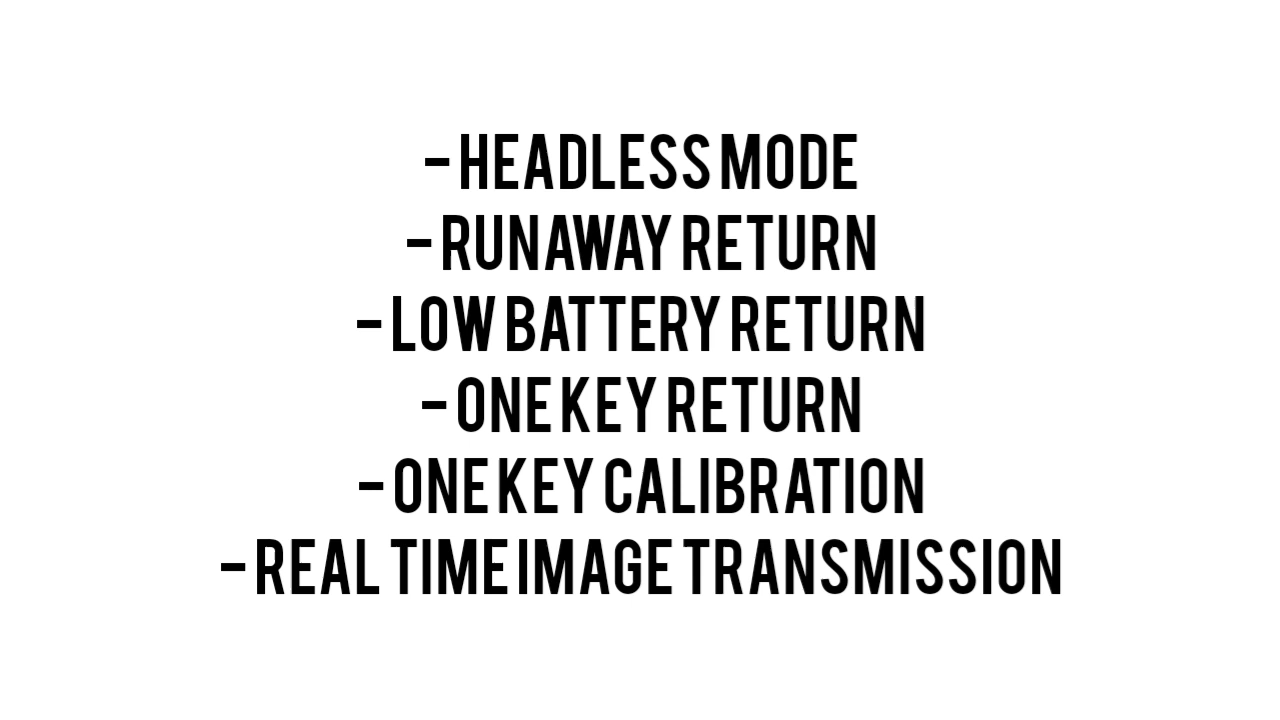 - HEADLESS MODE
- RUNAWAY RETURN
- LOW BATTERY RETURN
- ONE KEY RETURN
- ONE KEY CALIBRATION
- REAL TIME IMAGE TRANSMISSION